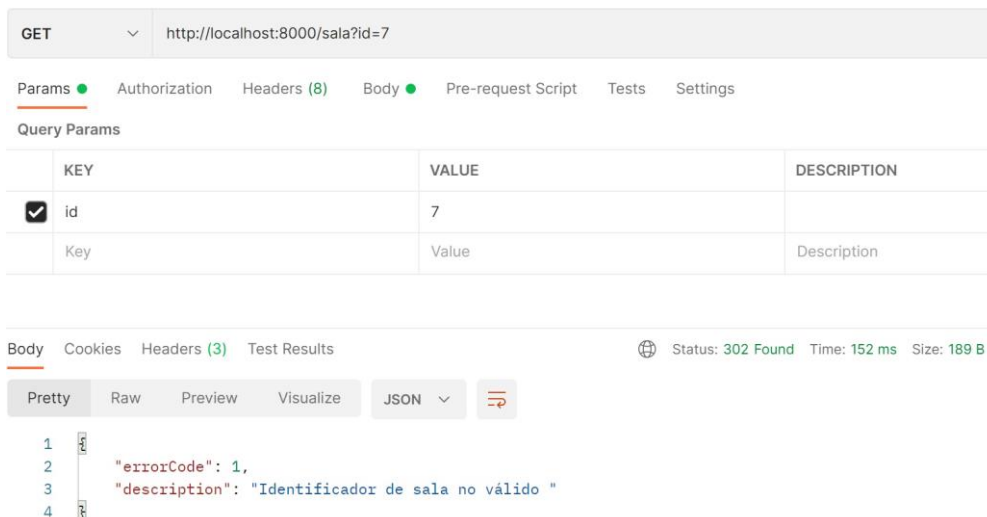 GET http://localhost:8000/sala?id=7
Params Authorization Headers (8) Body Pre-request Script Tests Settings
Query Params
KEY VALUE DESCRIPTION
id 7
Key Value Description
Body Cookies Headers (3) Test Results Status: 302 Found Time: 152 ms Size: 189 B
Pretty Raw Preview Visualize JSON
1 {
2 "errorCode": 1,
3 "description": "Identificador de sala no válido "
4 }